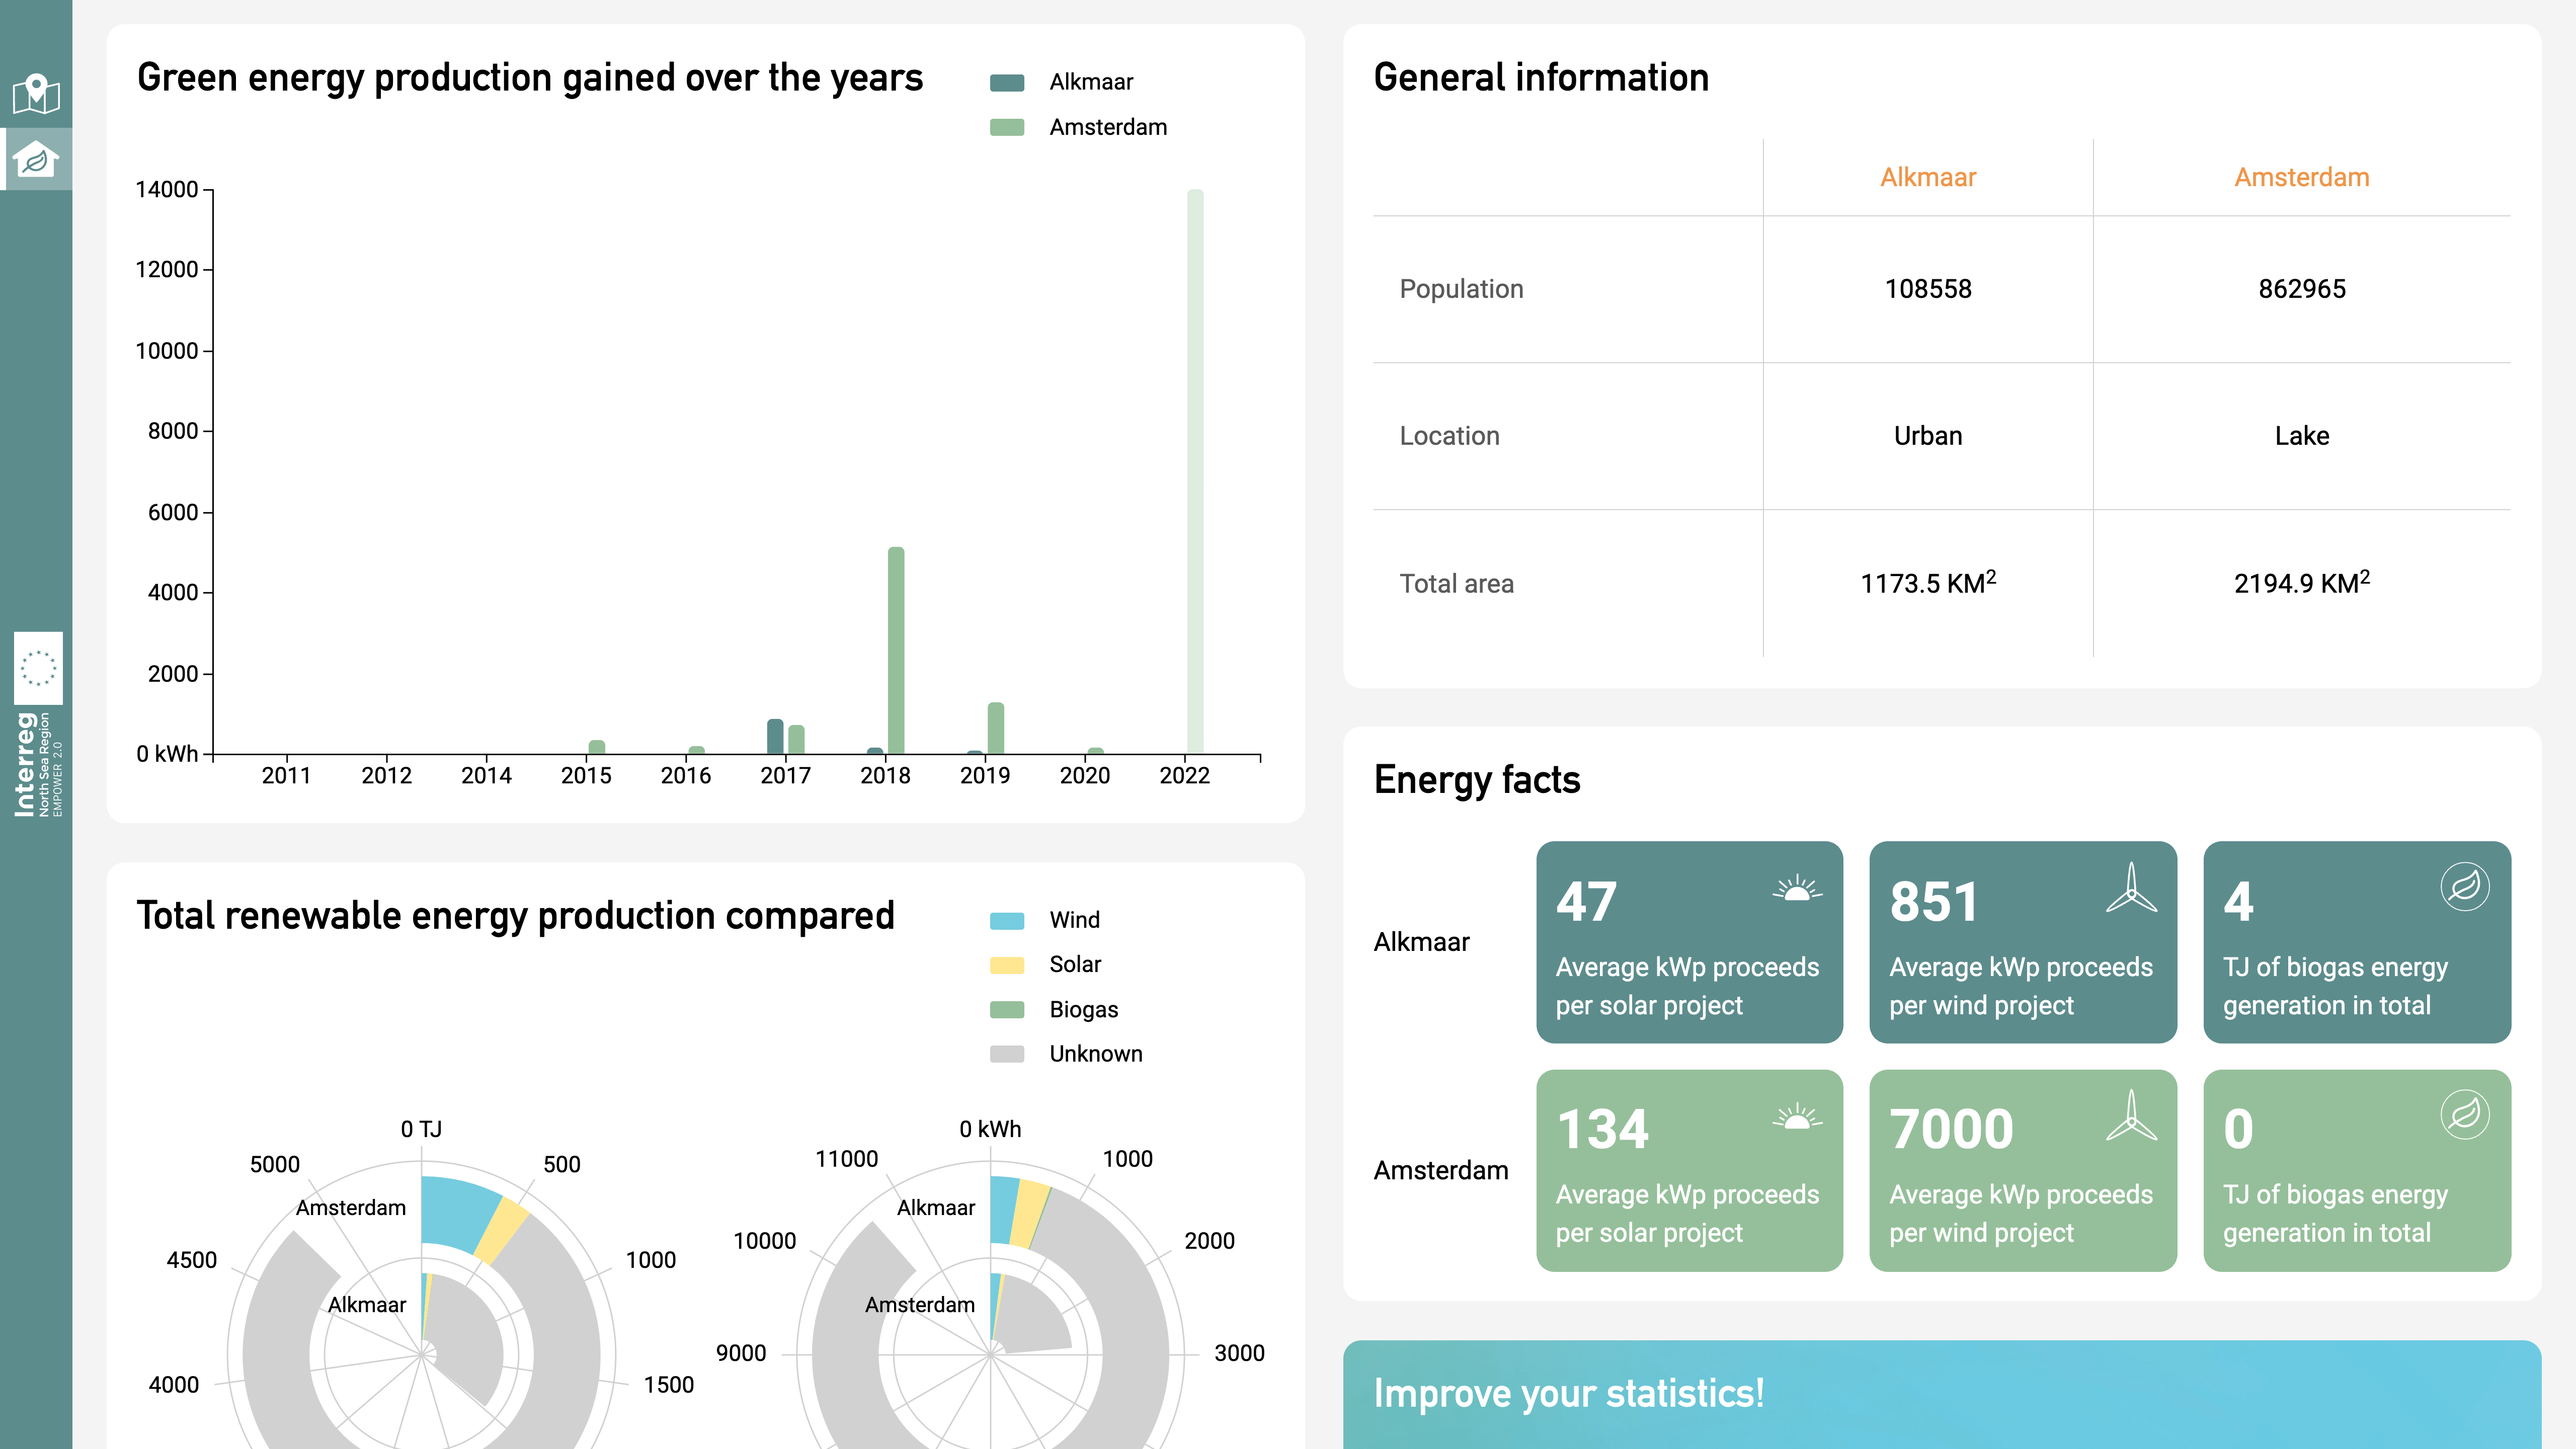 Green energy production gained over the years
Alkmaar
Amsterdam
14000
12000
10000
8000
6000
4000
2000
0 kWh
2011 2012 2014 2015 2016 2017 2018 2019 2020 2022
Total renewable energy production compared
Wind
Solar
Biogas
Unknown
0 TJ
500
1000
1500
4000
4500
5000
Amsterdam
Alkmaar
0 kWh
1000
2000
3000
9000
10000
11000
Alkmaar
Amsterdam
General information
Alkmaar Amsterdam
Population 108558 862965
Location Urban Lake
Total area 1173.5 KM² 2194.9 KM²
Energy facts
Alkmaar
47
Average kWp proceeds
per solar project
851
Average kWp proceeds
per wind project
4
TJ of biogas energy
generation in total
Amsterdam
134
Average kWp proceeds
per solar project
7000
Average kWp proceeds
per wind project
0
TJ of biogas energy
generation in total
Improve your statistics!
Interreg
North Sea Region
EMPOWER 2.0